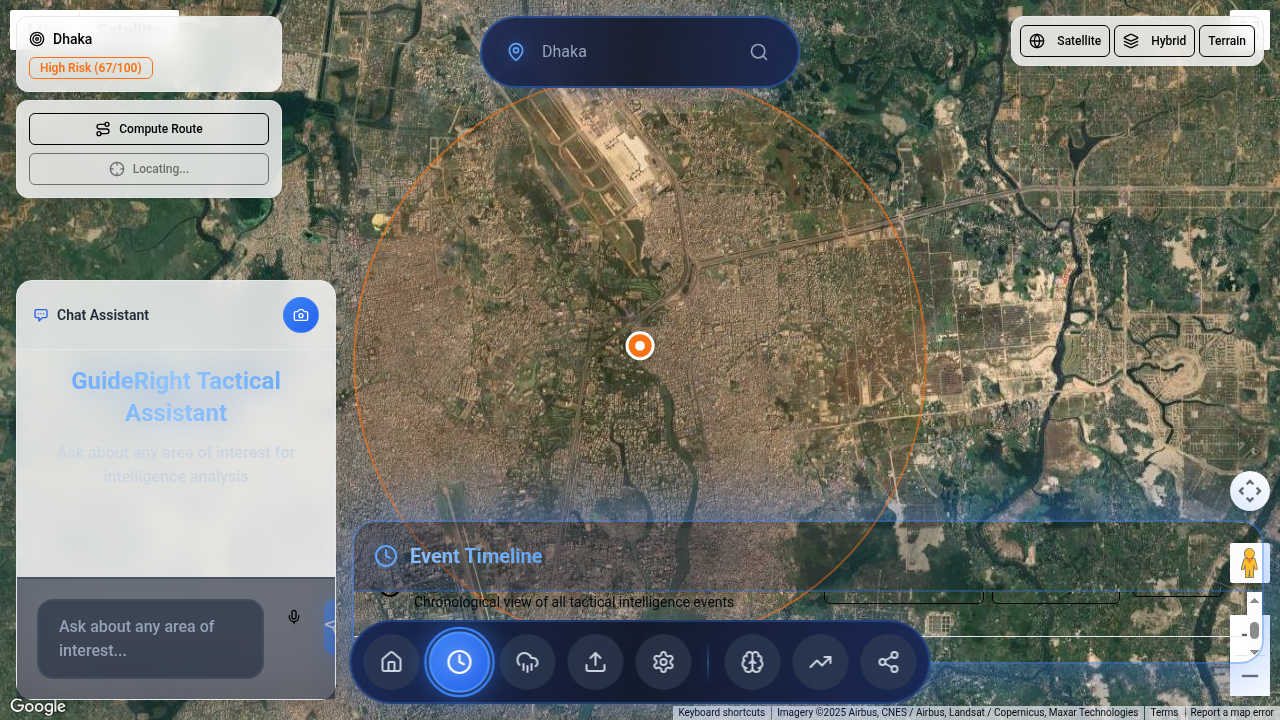 Satellite
Dhaka
High Risk (67/100)
Compute Route
Locating...
Dhaka
Satellite
Hybrid
Terrain
Chat Assistant
GuideRight Tactical
Assistant
Ask about any area of interest for
intelligence analysis
Ask about any area of
interest...
Event Timeline
Chronological view of all tactical intelligence events
Google
Keyboard shortcuts
Imagery ©2025 Airbus, CNES / Airbus, Landsat / Copernicus, Maxar Technologies
Terms
Report a map error